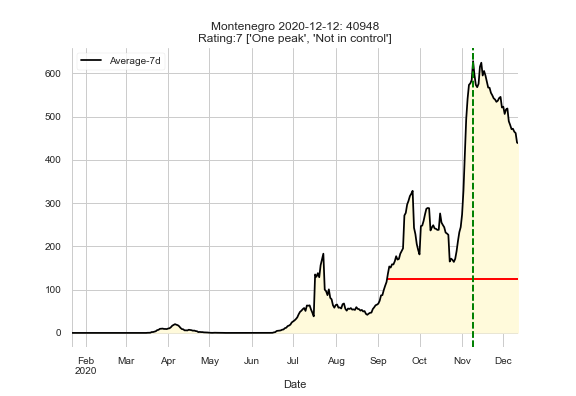 Montenegro 2020-12-12: 40948
Rating:7 ['One peak', 'Not in control']
Average-7d
600
500
400
300
200
100
0
Feb Mar Apr May Jun Jul Aug Sep Oct Nov Dec
2020
Date